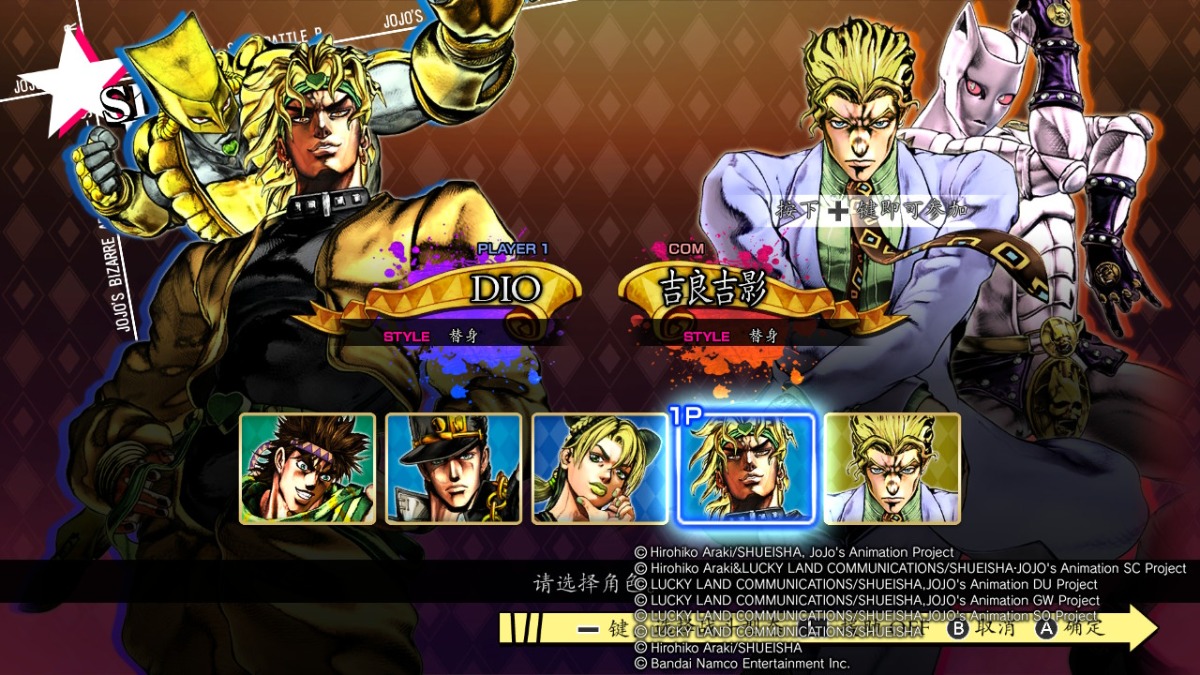 JOJO'S
BATTLE R
JOJO
S
JOJO'S BIZARRE A
按下+键即可参加
PLAYER 1
DIO
STYLE 替身
COM
吉良吉影
STYLE 替身
1P
请选择角色
© Hirohiko Araki/SHUEISHA, JoJo's Animation Project
© Hirohiko Araki&LUCKY LAND COMMUNICATIONS/SHUEISHA·JOJO's Animation SC Project
© LUCKY LAND COMMUNICATIONS/SHUEISHA,JOJO's Animation DU Project
© LUCKY LAND COMMUNICATIONS/SHUEISHA,JOJO's Animation GW Project
© LUCKY LAND COMMUNICATIONS/SHUEISHA,JOJO's Animation SO Project
© LUCKY LAND COMMUNICATIONS/SHUEISHA
© Hirohiko Araki/SHUEISHA
© Bandai Namco Entertainment Inc.
键 B 取消 A 确定